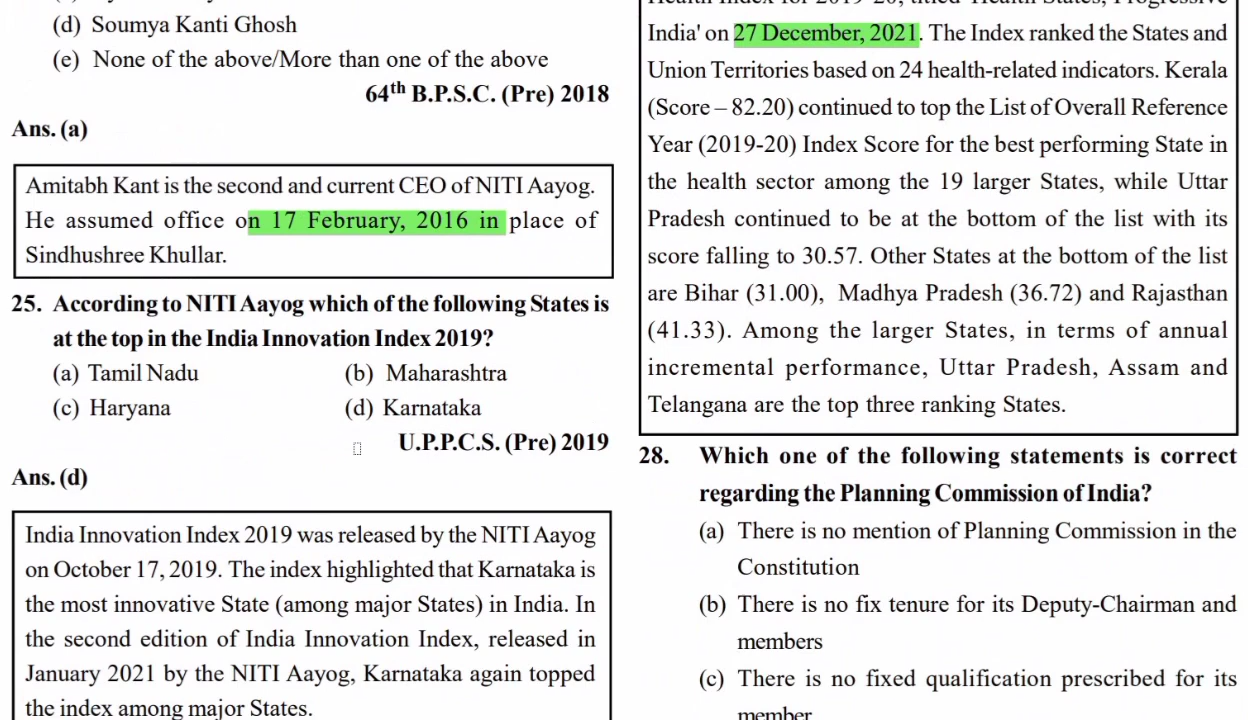 (d) Soumya Kanti Ghosh
(e) None of the above/More than one of the above
64th B.P.S.C. (Pre) 2018
Ans. (a)
Amitabh Kant is the second and current CEO of NITI Aayog.
He assumed office on 17 February, 2016 in place of
Sindhushree Khullar.
25. According to NITI Aayog which of the following States is
at the top in the India Innovation Index 2019?
(a) Tamil Nadu (b) Maharashtra
(c) Haryana (d) Karnataka
U.P.P.C.S. (Pre) 2019
Ans. (d)
India Innovation Index 2019 was released by the NITI Aayog
on October 17, 2019. The index highlighted that Karnataka is
the most innovative State (among major States) in India. In
the second edition of India Innovation Index, released in
January 2021 by the NITI Aayog, Karnataka again topped
the index among major States.
Health Index for 2019-20, titled 'Health States, Progressive
India' on 27 December, 2021. The Index ranked the States and
Union Territories based on 24 health-related indicators. Kerala
(Score – 82.20) continued to top the List of Overall Reference
Year (2019-20) Index Score for the best performing State in
the health sector among the 19 larger States, while Uttar
Pradesh continued to be at the bottom of the list with its
score falling to 30.57. Other States at the bottom of the list
are Bihar (31.00), Madhya Pradesh (36.72) and Rajasthan
(41.33). Among the larger States, in terms of annual
incremental performance, Uttar Pradesh, Assam and
Telangana are the top three ranking States.
28. Which one of the following statements is correct
regarding the Planning Commission of India?
(a) There is no mention of Planning Commission in the
Constitution
(b) There is no fix tenure for its Deputy-Chairman and
members
(c) There is no fixed qualification prescribed for its
member